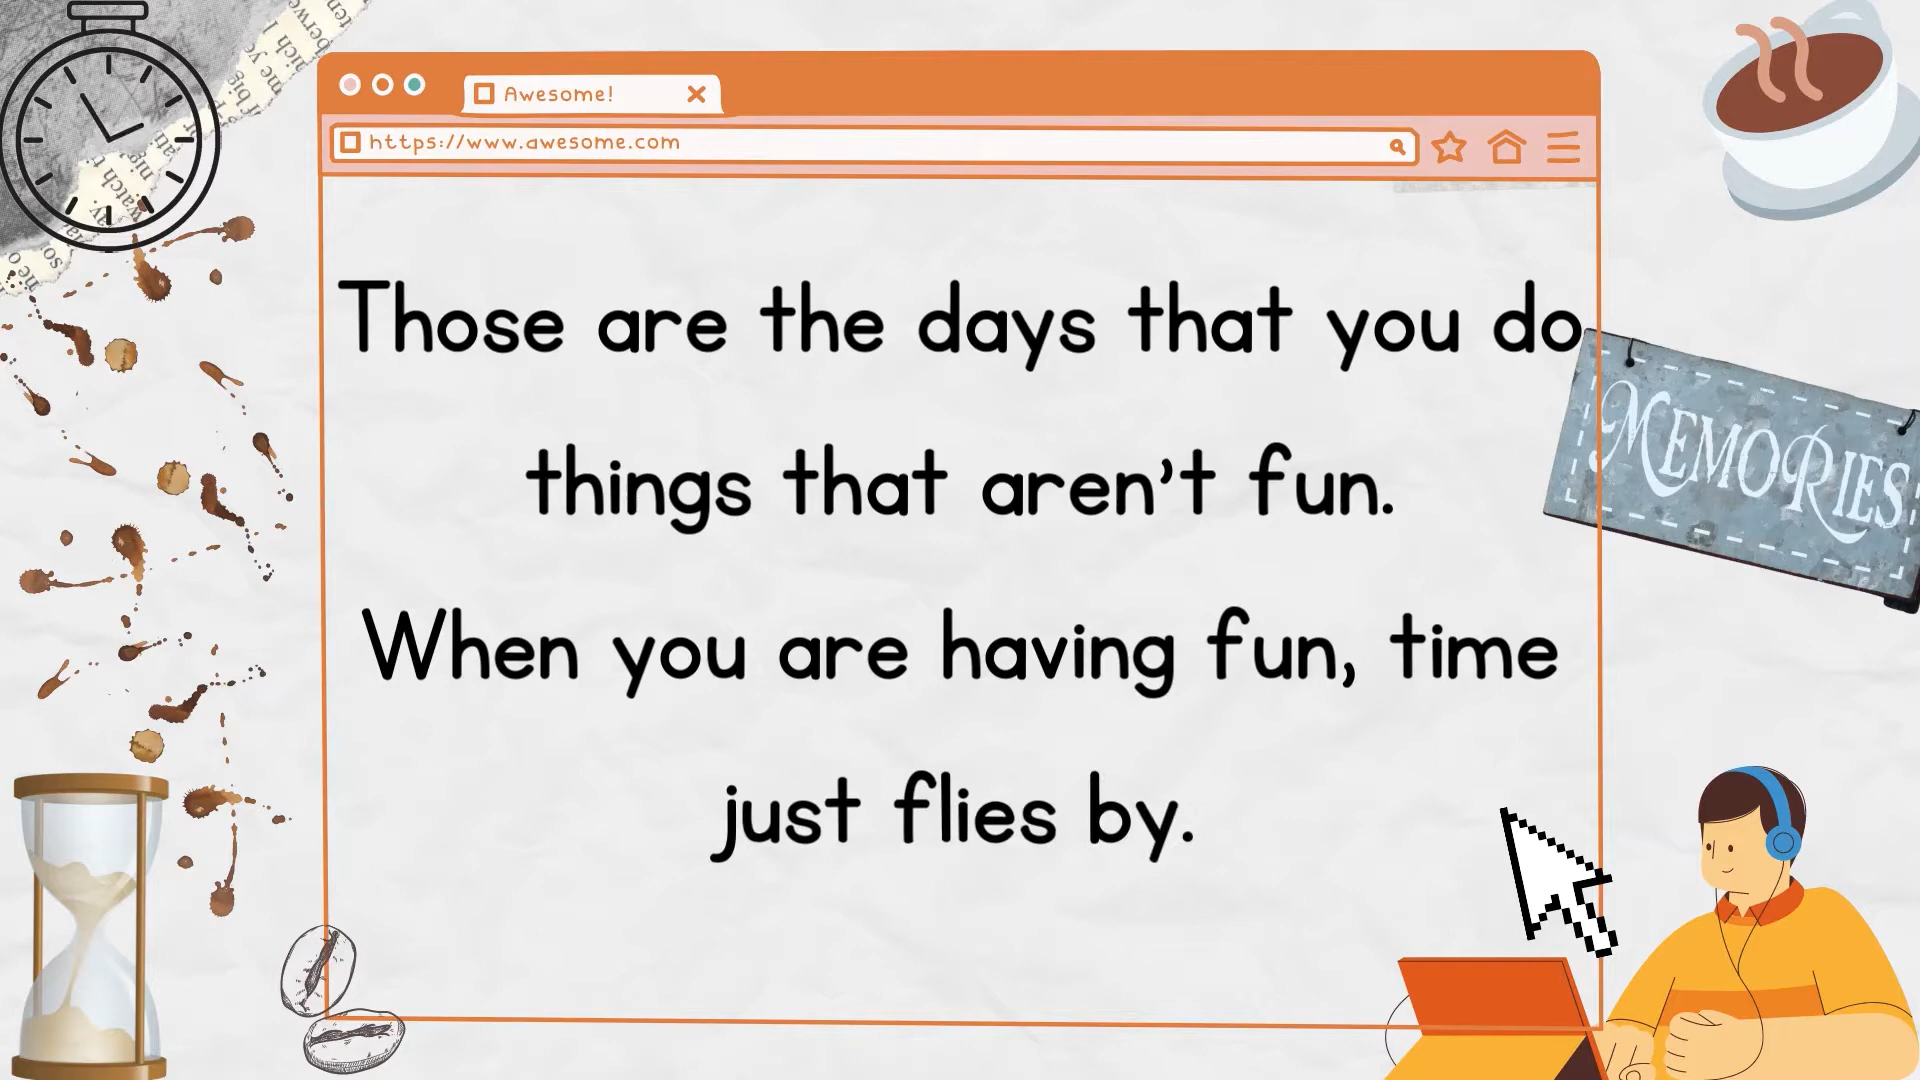 Awesome!
https://www.awesome.com
Those are the days that you do
things that aren't fun.
When you are having fun, time
just flies by.
MEMORIES